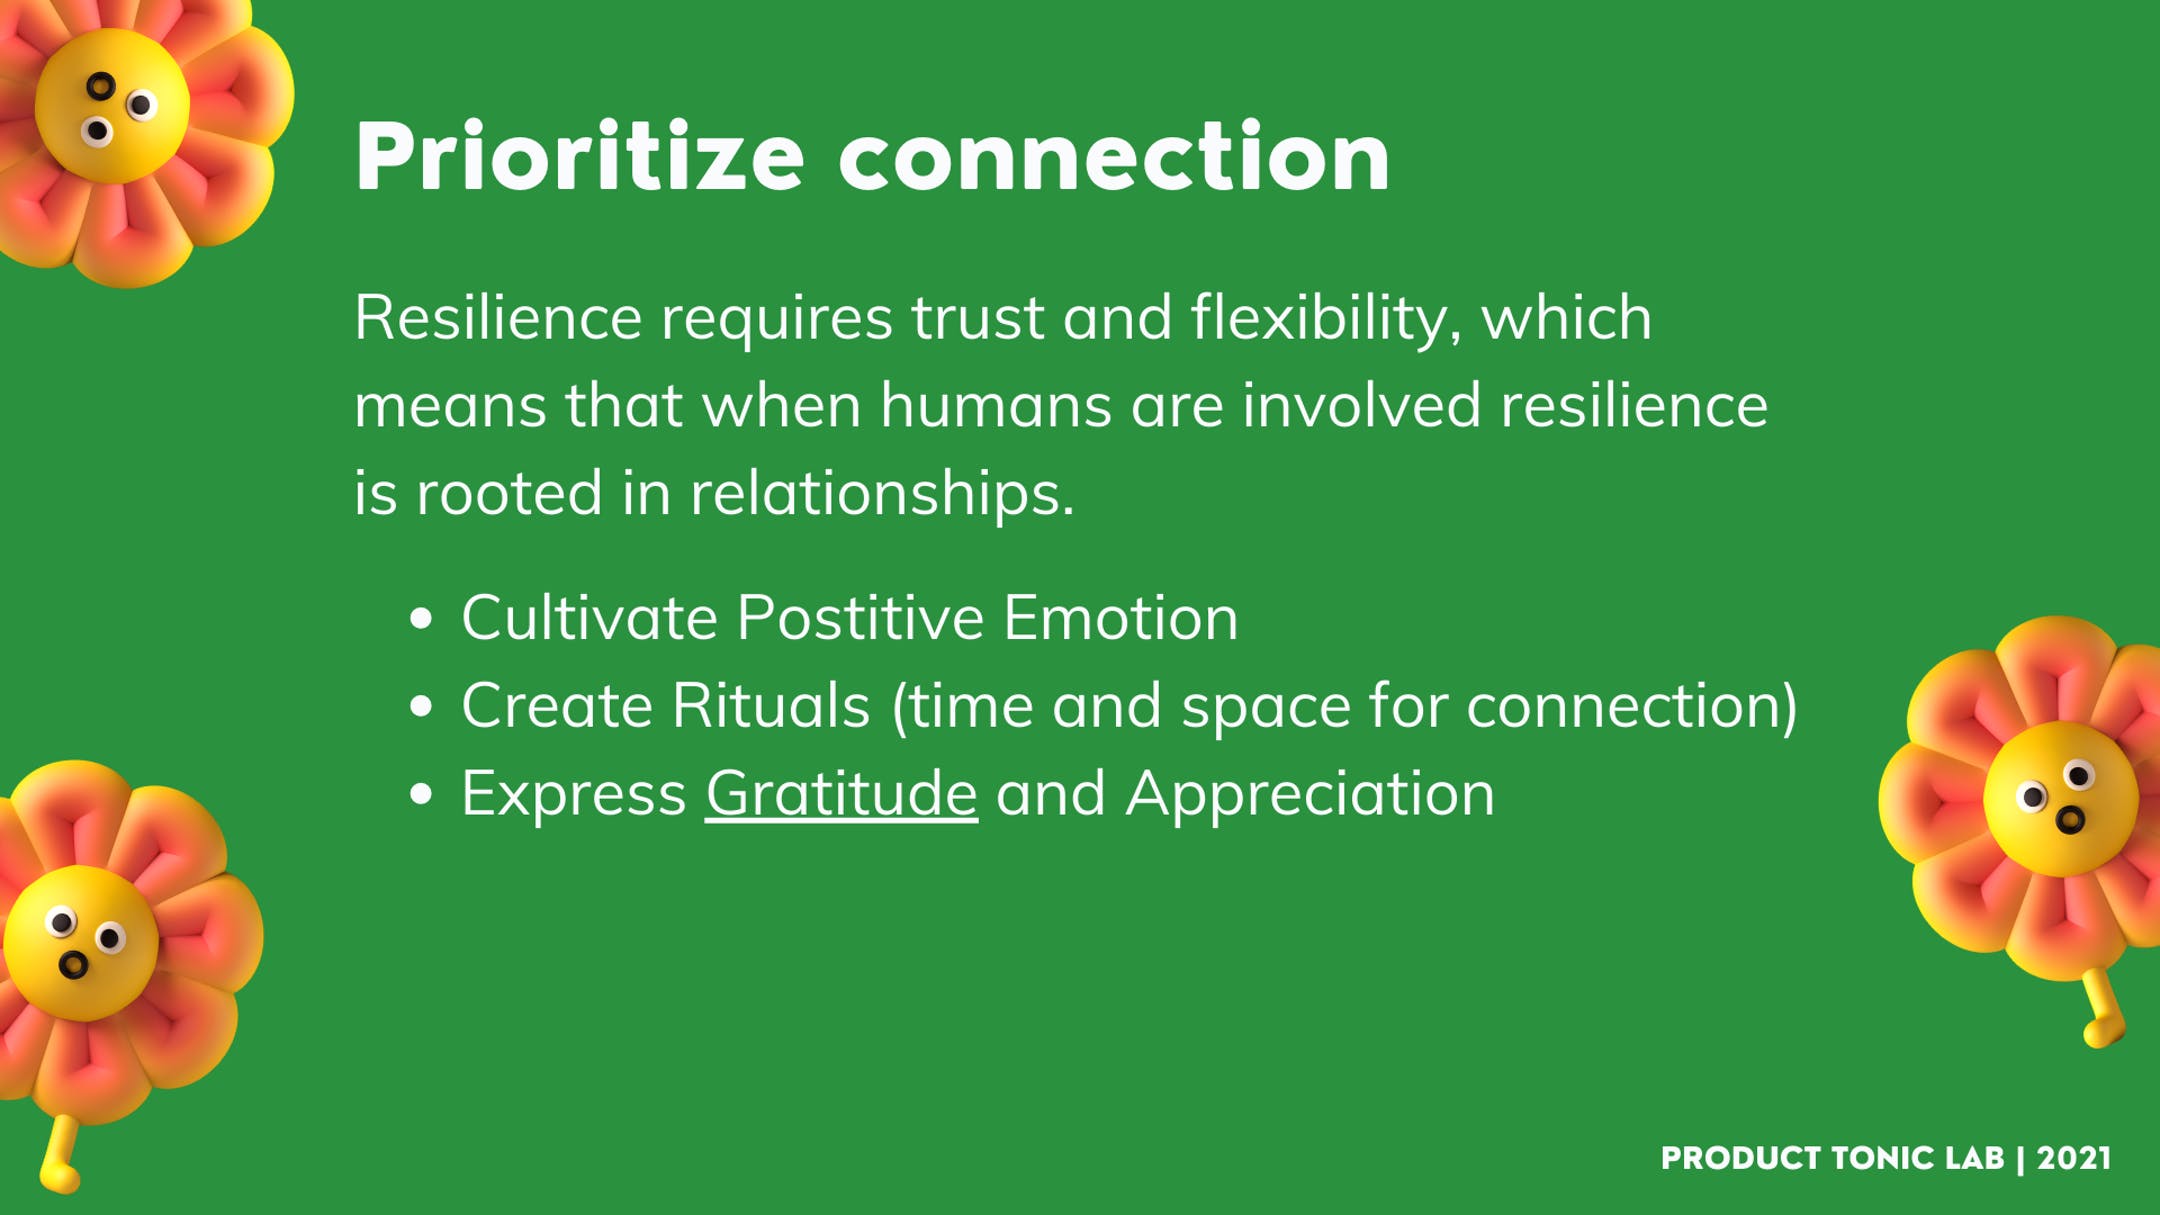 Prioritize connection
Resilience requires trust and flexibility, which
means that when humans are involved resilience
is rooted in relationships.
• Cultivate Postitive Emotion
• Create Rituals (time and space for connection)
• Express Gratitude and Appreciation
PRODUCT TONIC LAB | 2021